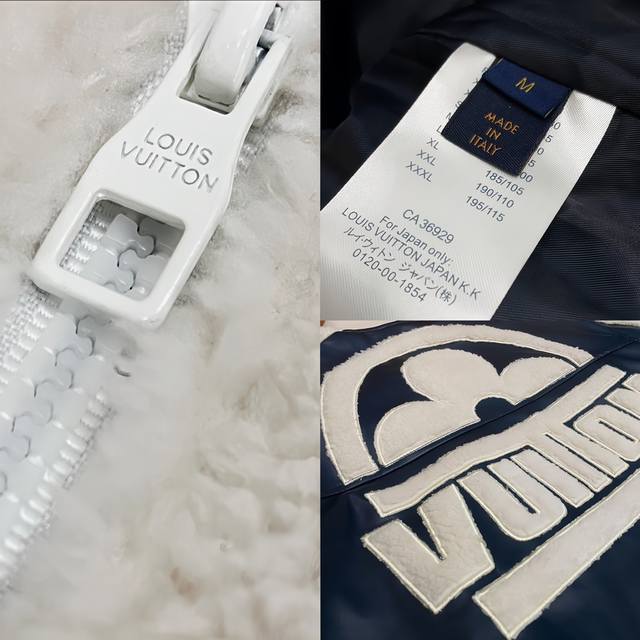 LOUIS
VUITTON
M
MADE
IN
ITALY
XL
XXL 185/105
XXXL 190/110
195/115
CA 36929
For Japan only:
LOUIS VUITTON JAPAN K.K
ルイヴィトン ジャパン(株)
0120-00-1854
Vuitton